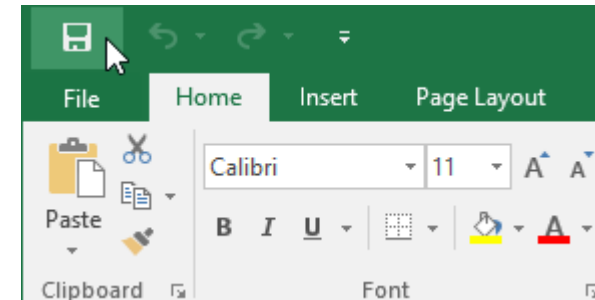 File Home Insert Page Layout
Calibri 11 A A
Paste B I U A
Clipboard Font